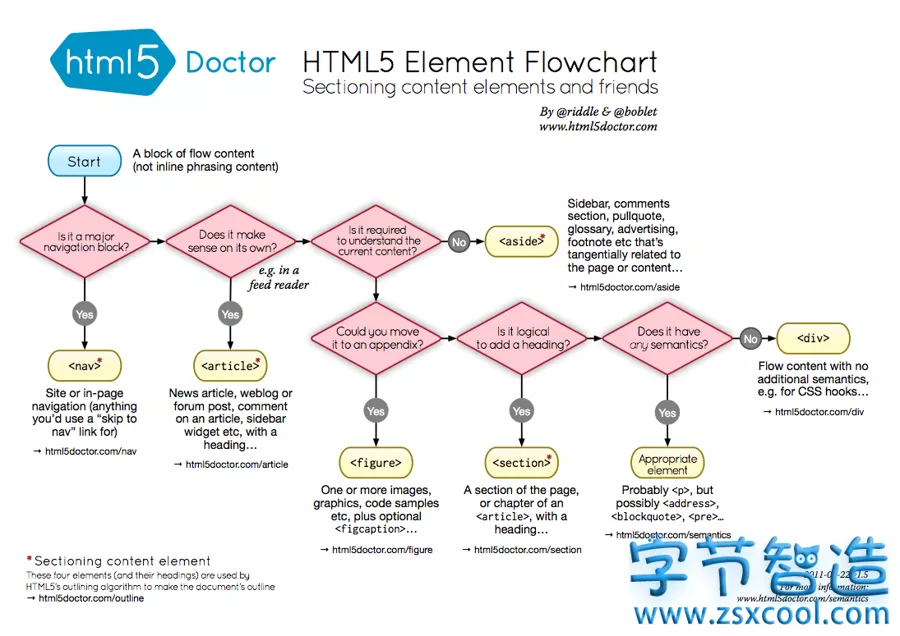 html5 Doctor
HTML5 Element Flowchart
Sectioning content elements and friends
By @riddle & @boblet
www.html5doctor.com
Start
A block of flow content
(not inline phrasing content)
Is it a major
navigation block?
Does it make
sense on its own?
e.g. in a
feed reader
Is it required
to understand the
current content?
No
<aside>*
Sidebar, comments
section, pullquote,
glossary, advertising,
footnote etc that's
tangentially related to
the page or content…
→ html5doctor.com/aside
Yes
<nav>*
Site or in-page
navigation (anything
you'd use a "skip to
nav" link for)
→ html5doctor.com/nav
Yes
<article>*
News article, weblog or
forum post, comment
on an article, sidebar
widget etc, with a
heading…
→ html5doctor.com/article
Could you move
it to an appendix?
Is it logical
to add a heading?
Does it have
any semantics?
No
<div>
Flow content with no
additional semantics,
e.g. for CSS hooks…
→ html5doctor.com/div
Yes
<figure>
One or more images,
graphics, code samples
etc, plus optional
<figcaption>…
→ html5doctor.com/figure
Yes
<section>*
A section of the page,
or chapter of an
<article>, with a
heading…
→ html5doctor.com/section
Yes
Appropriate
element
Probably <p>, but
possibly <address>,
<blockquote>, <pre>…
→ html5doctor.com/semantics
* Sectioning content element
These four elements (and their headings) are used by
HTML5's outlining algorithm to make the document's outline
→ html5doctor.com/outline
For more information:
www.html5doctor.com/semantics
字节智造
www.zsxcool.com